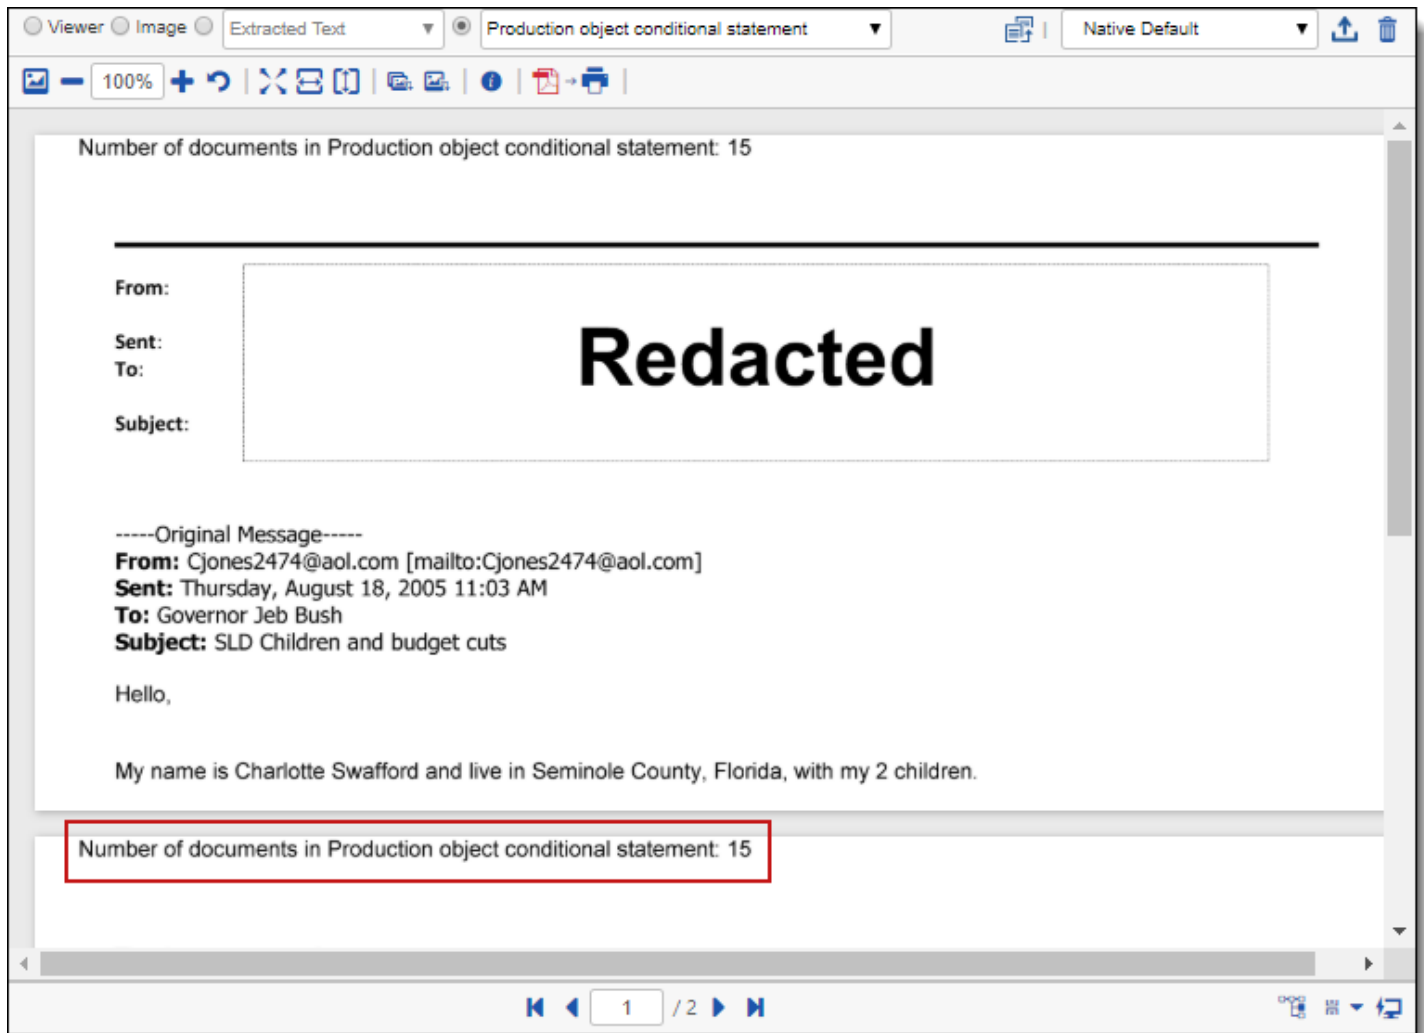 Viewer Image Extracted Text Production object conditional statement Native Default
100%
Number of documents in Production object conditional statement: 15
From:
Redacted
Sent:
To:
Subject:
-----Original Message-----
From: Cjones2474@aol.com [mailto:Cjones2474@aol.com]
Sent: Thursday, August 18, 2005 11:03 AM
To: Governor Jeb Bush
Subject: SLD Children and budget cuts
Hello,
My name is Charlotte Swafford and live in Seminole County, Florida, with my 2 children.
Number of documents in Production object conditional statement: 15
1 / 2